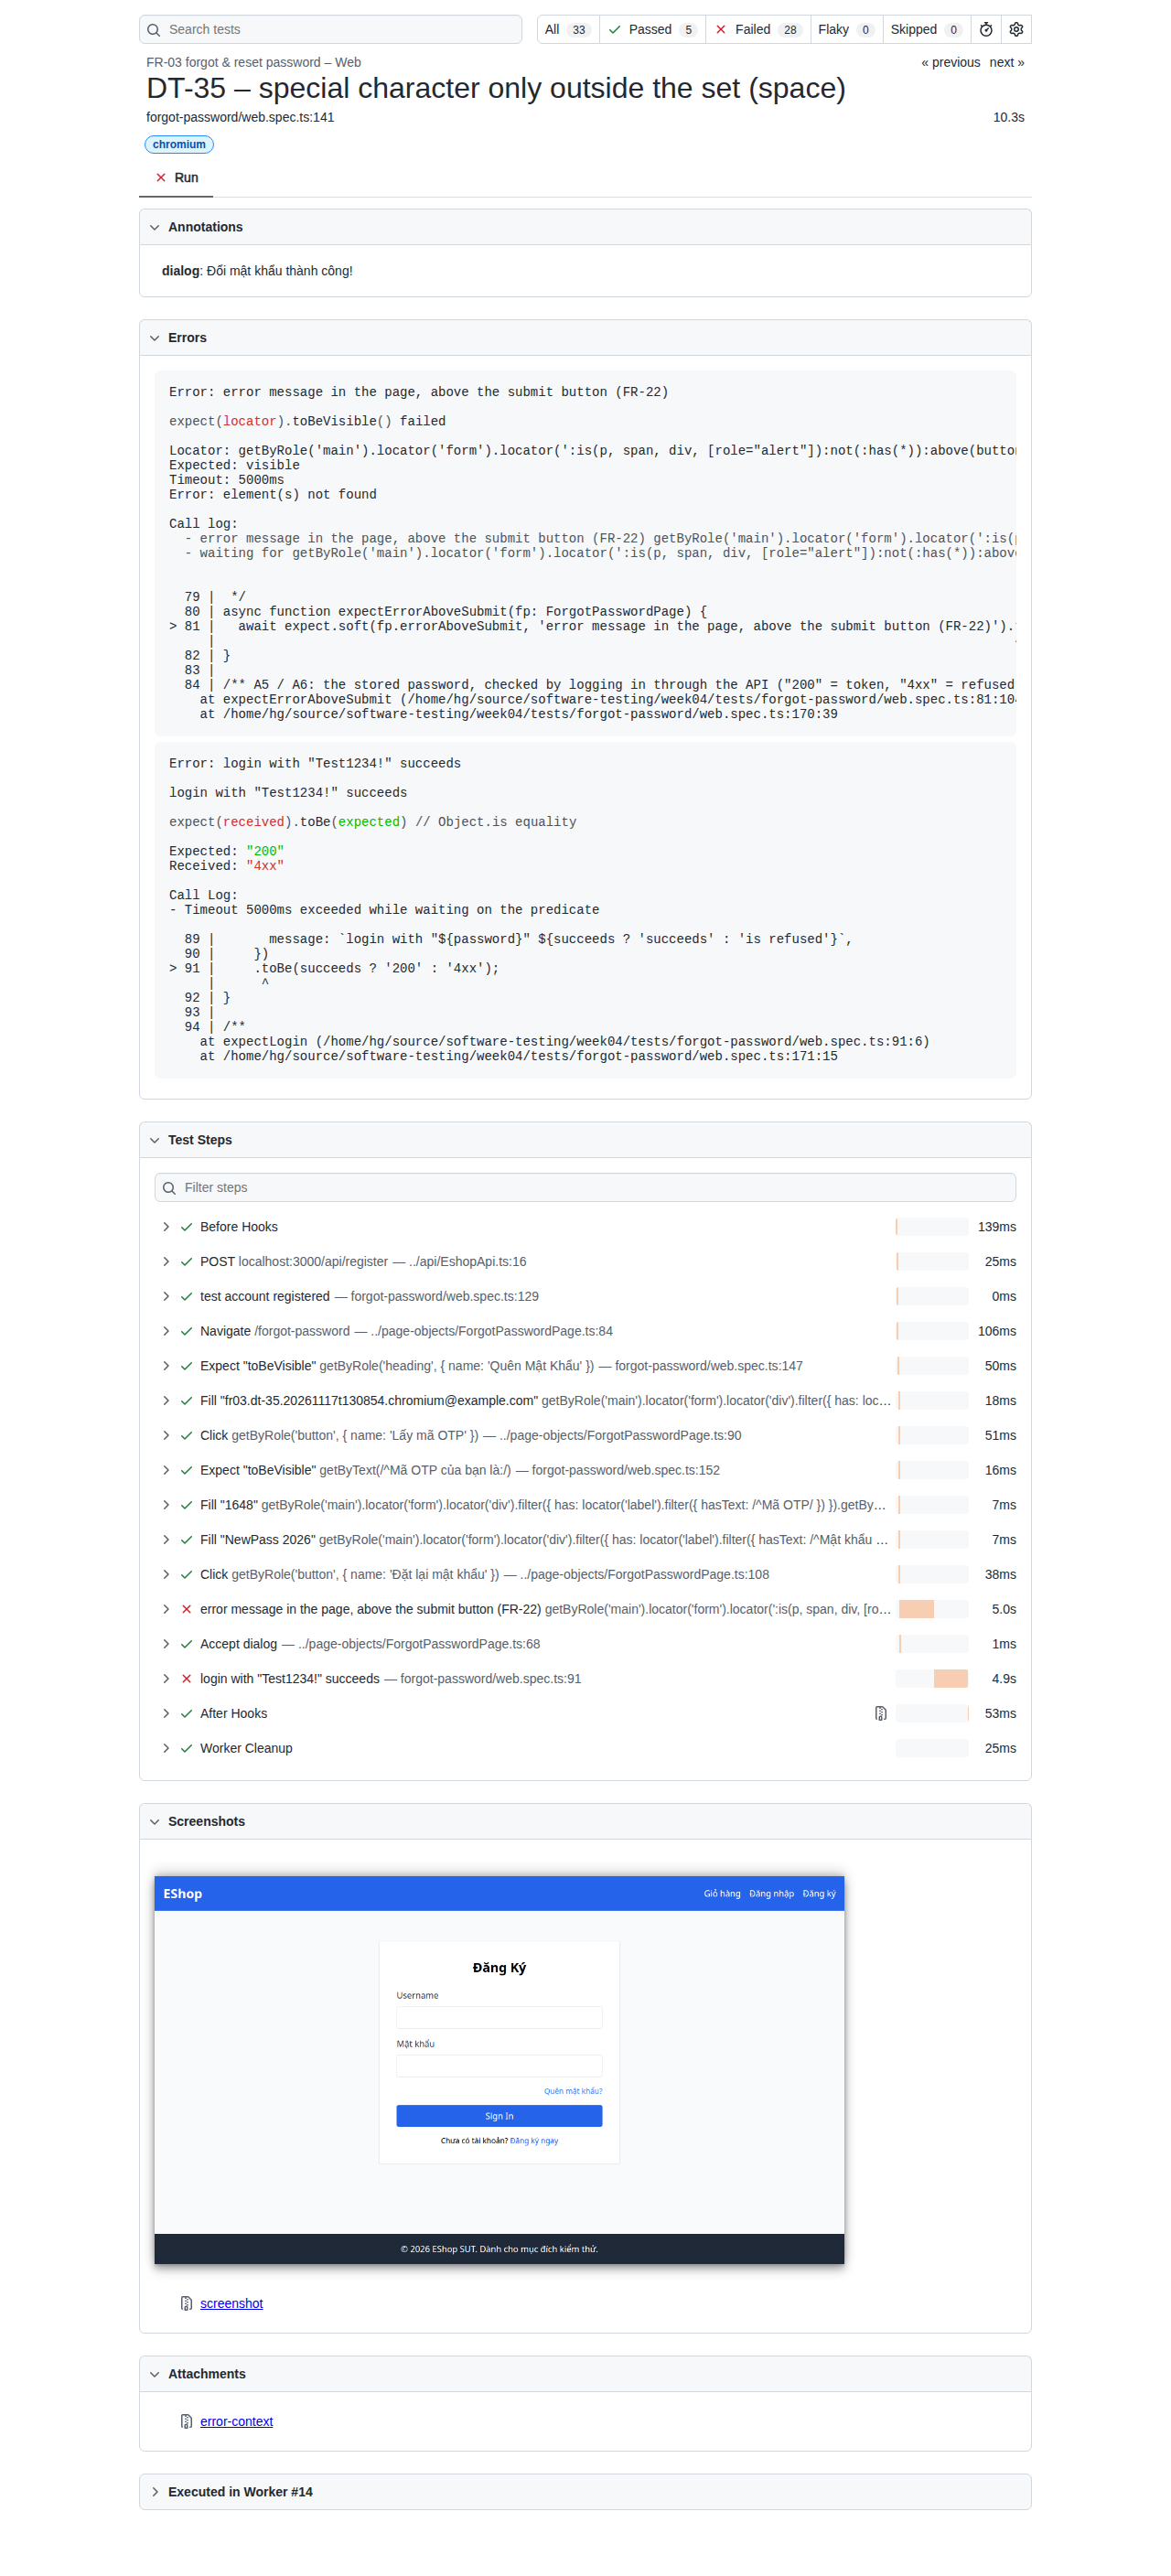 Search tests
All 33 Passed 5 Failed 28 Flaky 0 Skipped 0
FR-03 forgot & reset password – Web
« previous next »
DT-35 – special character only outside the set (space)
forgot-password/web.spec.ts:141
10.3s
chromium
Run
Annotations
dialog: Đổi mật khẩu thành công!
Errors
Error: error message in the page, above the submit button (FR-22)
expect(locator).toBeVisible() failed
Locator: getByRole('main').locator('form').locator(':is(p, span, div, [role="alert"]):not(:has(*)):above(button
Expected: visible
Timeout: 5000ms
Error: element(s) not found
Call log:
- error message in the page, above the submit button (FR-22) getByRole('main').locator('form').locator(':is(p
- waiting for getByRole('main').locator('form').locator(':is(p, span, div, [role="alert"]):not(:has(*)):above
79 | */
80 | async function expectErrorAboveSubmit(fp: ForgotPasswordPage) {
> 81 | await expect.soft(fp.errorAboveSubmit, 'error message in the page, above the submit button (FR-22)').
| ^
82 | }
83 |
84 | /** A5 / A6: the stored password, checked by logging in through the API ("200" = token, "4xx" = refused
at expectErrorAboveSubmit (/home/hg/source/software-testing/week04/tests/forgot-password/web.spec.ts:81:104
at /home/hg/source/software-testing/week04/tests/forgot-password/web.spec.ts:170:39
Error: login with "Test1234!" succeeds
login with "Test1234!" succeeds
expect(received).toBe(expected) // Object.is equality
Expected: "200"
Received: "4xx"
Call Log:
- Timeout 5000ms exceeded while waiting on the predicate
89 | message: `login with "${password}" ${succeeds ? 'succeeds' : 'is refused'}`,
90 | })
> 91 | .toBe(succeeds ? '200' : '4xx');
| ^
92 | }
93 |
94 | /**
at expectLogin (/home/hg/source/software-testing/week04/tests/forgot-password/web.spec.ts:91:6)
at /home/hg/source/software-testing/week04/tests/forgot-password/web.spec.ts:171:15
Test Steps
Filter steps
Before Hooks 139ms
POST localhost:3000/api/register — ../api/EshopApi.ts:16 25ms
test account registered — forgot-password/web.spec.ts:129 0ms
Navigate /forgot-password — ../page-objects/ForgotPasswordPage.ts:84 106ms
Expect "toBeVisible" getByRole('heading', { name: 'Quên Mật Khẩu' }) — forgot-password/web.spec.ts:147 50ms
Fill "fr03.dt-35.20261117t130854.chromium@example.com" getByRole('main').locator('form').locator('div').filter({ has: loc... 18ms
Click getByRole('button', { name: 'Lấy mã OTP' }) — ../page-objects/ForgotPasswordPage.ts:90 51ms
Expect "toBeVisible" getByText(/^Mã OTP của bạn là:/) — forgot-password/web.spec.ts:152 16ms
Fill "1648" getByRole('main').locator('form').locator('div').filter({ has: locator('label').filter({ hasText: /^Mã OTP/ }) }).getBy... 7ms
Fill "NewPass 2026" getByRole('main').locator('form').locator('div').filter({ has: locator('label').filter({ hasText: /^Mật khẩu ... 7ms
Click getByRole('button', { name: 'Đặt lại mật khẩu' }) — ../page-objects/ForgotPasswordPage.ts:108 38ms
error message in the page, above the submit button (FR-22) getByRole('main').locator('form').locator(':is(p, span, div, [ro... 5.0s
Accept dialog — ../page-objects/ForgotPasswordPage.ts:68 1ms
login with "Test1234!" succeeds — forgot-password/web.spec.ts:91 4.9s
After Hooks 53ms
Worker Cleanup 25ms
Screenshots
EShop Giỏ hàng Đăng nhập Đăng ký
Đăng Ký
Username
Mật khẩu
Quên mật khẩu?
Sign In
Chưa có tài khoản? Đăng ký ngay
© 2026 EShop SUT. Dành cho mục đích kiểm thử.
screenshot
Attachments
error-context
Executed in Worker #14